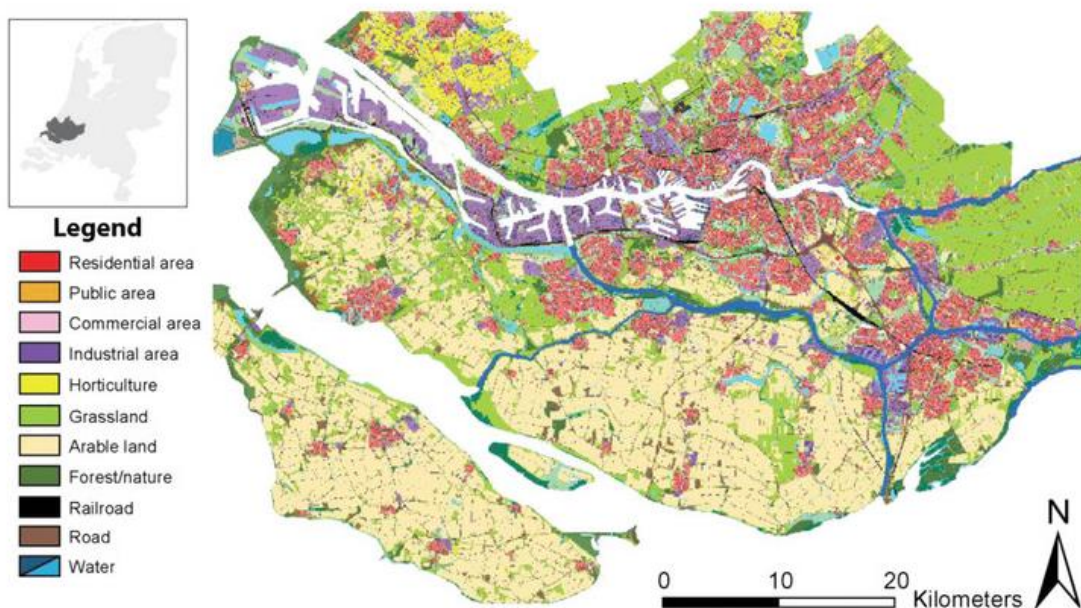 Legend
Residential area
Public area
Commercial area
Industrial area
Horticulture
Grassland
Arable land
Forest/nature
Railroad
Road
Water
N
0 10 20
Kilometers